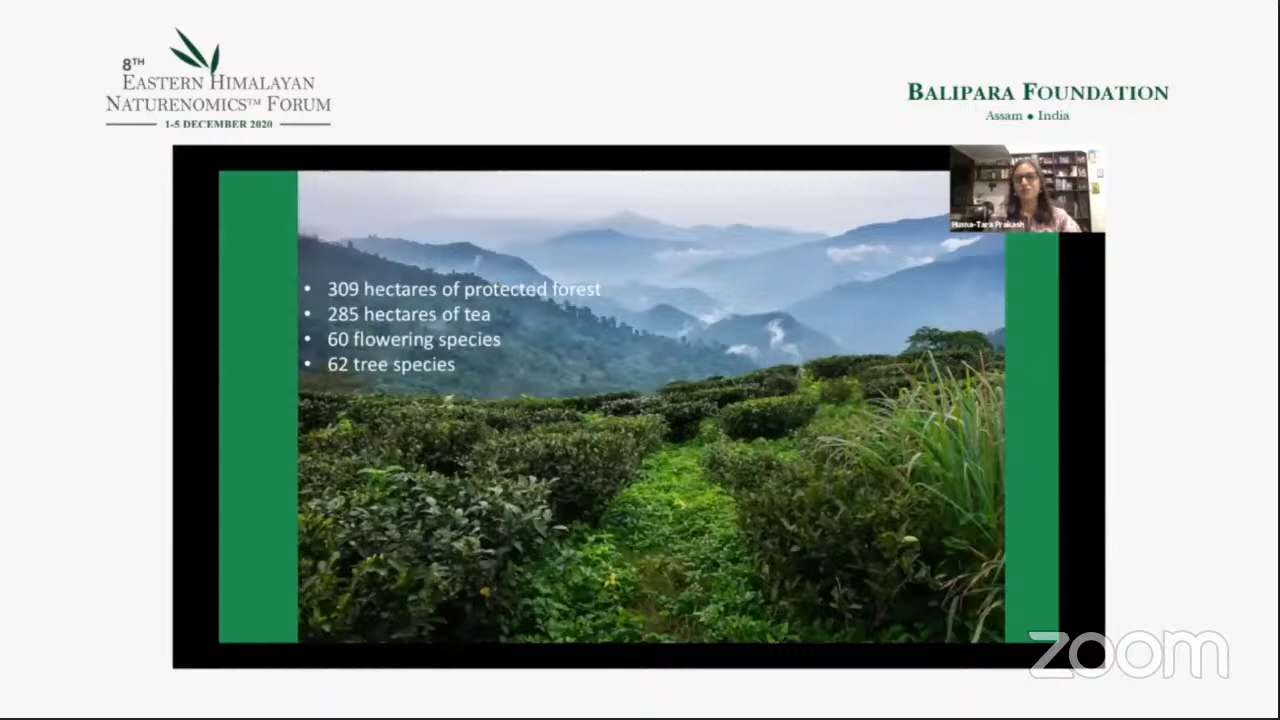 8TH
EASTERN HIMALAYAN
NATURENOMICS™ FORUM
1-5 DECEMBER 2020
BALIPARA FOUNDATION
Assam • India
Husna-Tara Prakash
• 309 hectares of protected forest
• 285 hectares of tea
• 60 flowering species
• 62 tree species
zoom